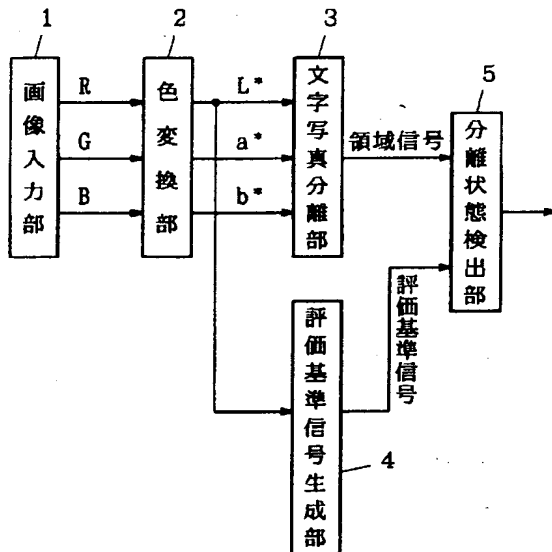 1
2
3
5
画像入力部
R
G
B
色変換部
L*
a*
b*
文字写真分離部
領域信号
分離状態検出部
評価基準信号
評価基準信号生成部
4